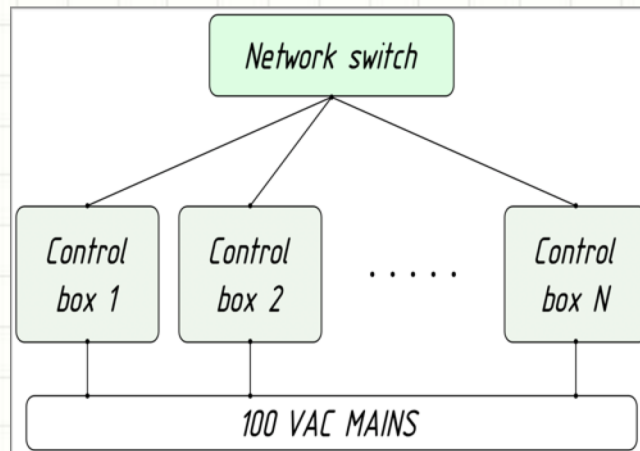 Network switch
Control
box 1
Control
box 2
. . . . .
Control
box N
100 VAC MAINS